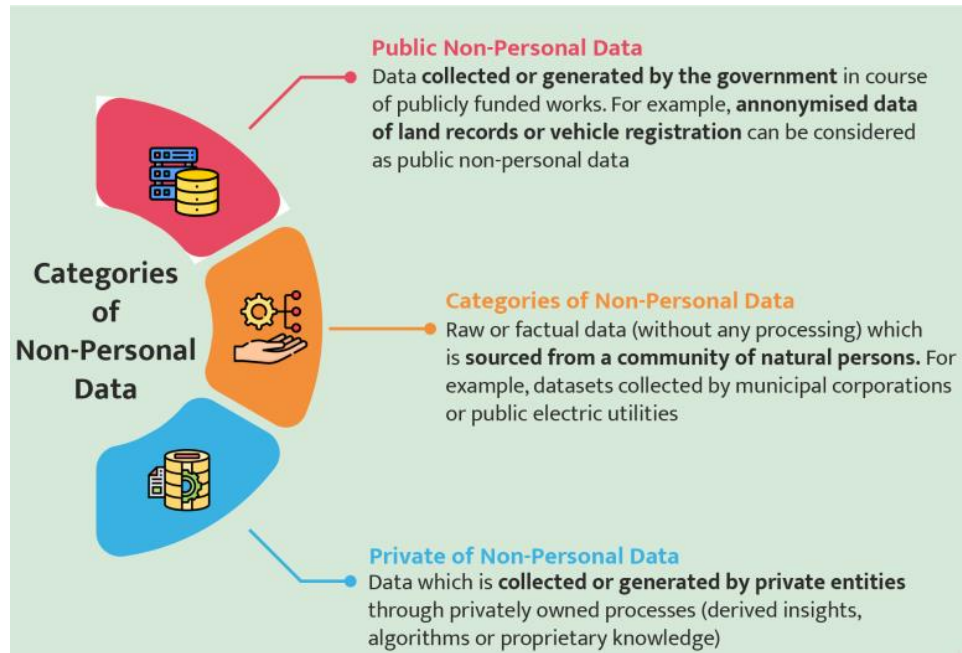 Public Non-Personal Data
Data collected or generated by the government in course
of publicly funded works. For example, annonymised data
of land records or vehicle registration can be considered
as public non-personal data
Categories
of
Non-Personal
Data
Categories of Non-Personal Data
Raw or factual data (without any processing) which
is sourced from a community of natural persons. For
example, datasets collected by municipal corporations
or public electric utilities
Private of Non-Personal Data
Data which is collected or generated by private entities
through privately owned processes (derived insights,
algorithms or proprietary knowledge)